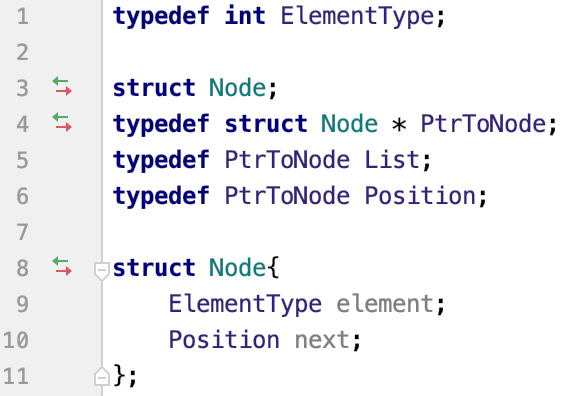 1 typedef int ElementType;
2
3 struct Node;
4 typedef struct Node * PtrToNode;
5 typedef PtrToNode List;
6 typedef PtrToNode Position;
7
8 struct Node{
9 ElementType element;
10 Position next;
11 };